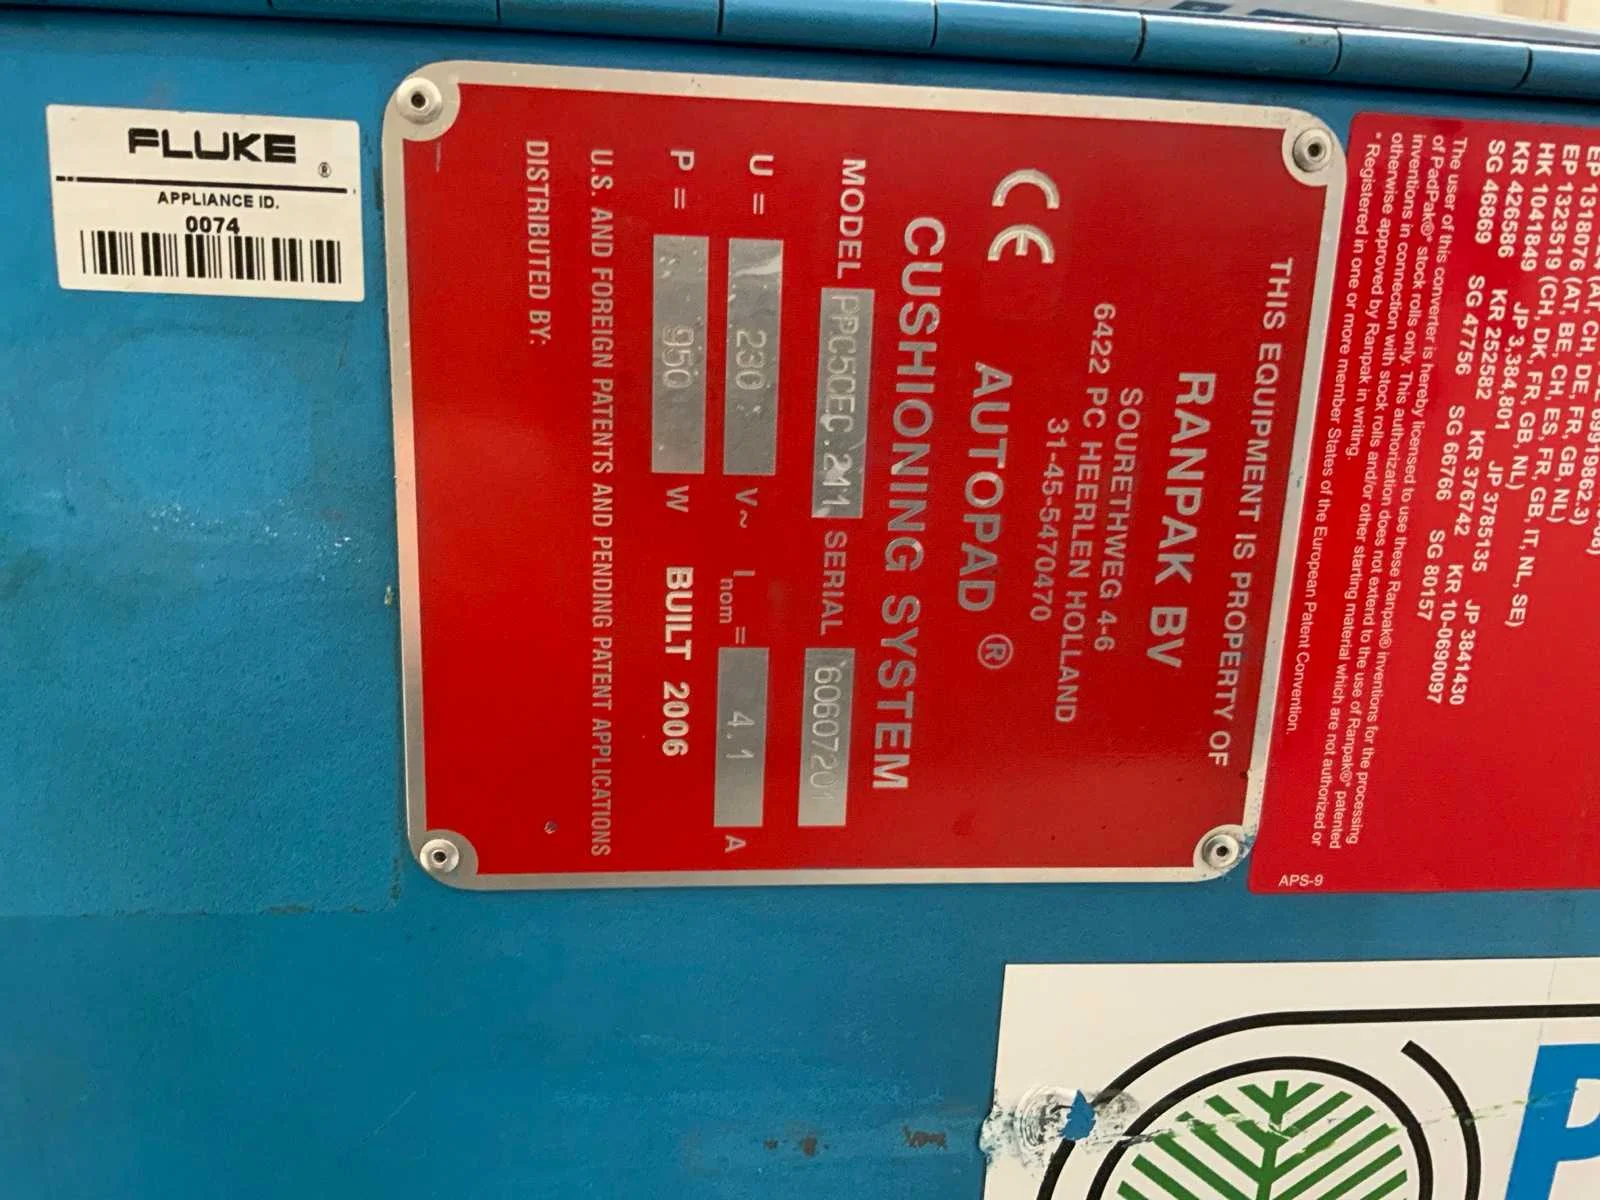 FLUKE ®
APPLIANCE ID.
0074
THIS EQUIPMENT IS PROPERTY OF
RANPAK BV
SOURETHWEG 4-6
6422 PC HEERLEN HOLLAND
31-45-5470470
CE
AUTOPAD ®
CUSHIONING SYSTEM
MODEL PPC5CEC.211 SERIAL 60607201
U = 230 V~ Inom = 4.1 A
P = 950 W BUILT 2006
U.S. AND FOREIGN PATENTS AND PENDING PATENT APPLICATIONS
DISTRIBUTED BY:
EP 1318076 (AT, BE, CH, DE, FR, GB, NL)
EP 1323519 (CH, DK, FR, GB, IT, NL, SE)
HK 1041849 JP 3,384,801 JP 3785135 JP 3841430
KR 426586 KR 252582 KR 376742 KR 10-0690097
SG 46869 SG 47756 SG 66766 SG 80157
The user of this converter is hereby licensed to use these Ranpak® inventions for the processing
of PadPak®* stock rolls only. This authorization does not extend to the use of Ranpak®* patented
inventions in connection with stock rolls and/or other starting material which are not authorized or
otherwise approved by Ranpak in writing.
* Registered in one or more member States of the European Patent Convention.
APS-9
P